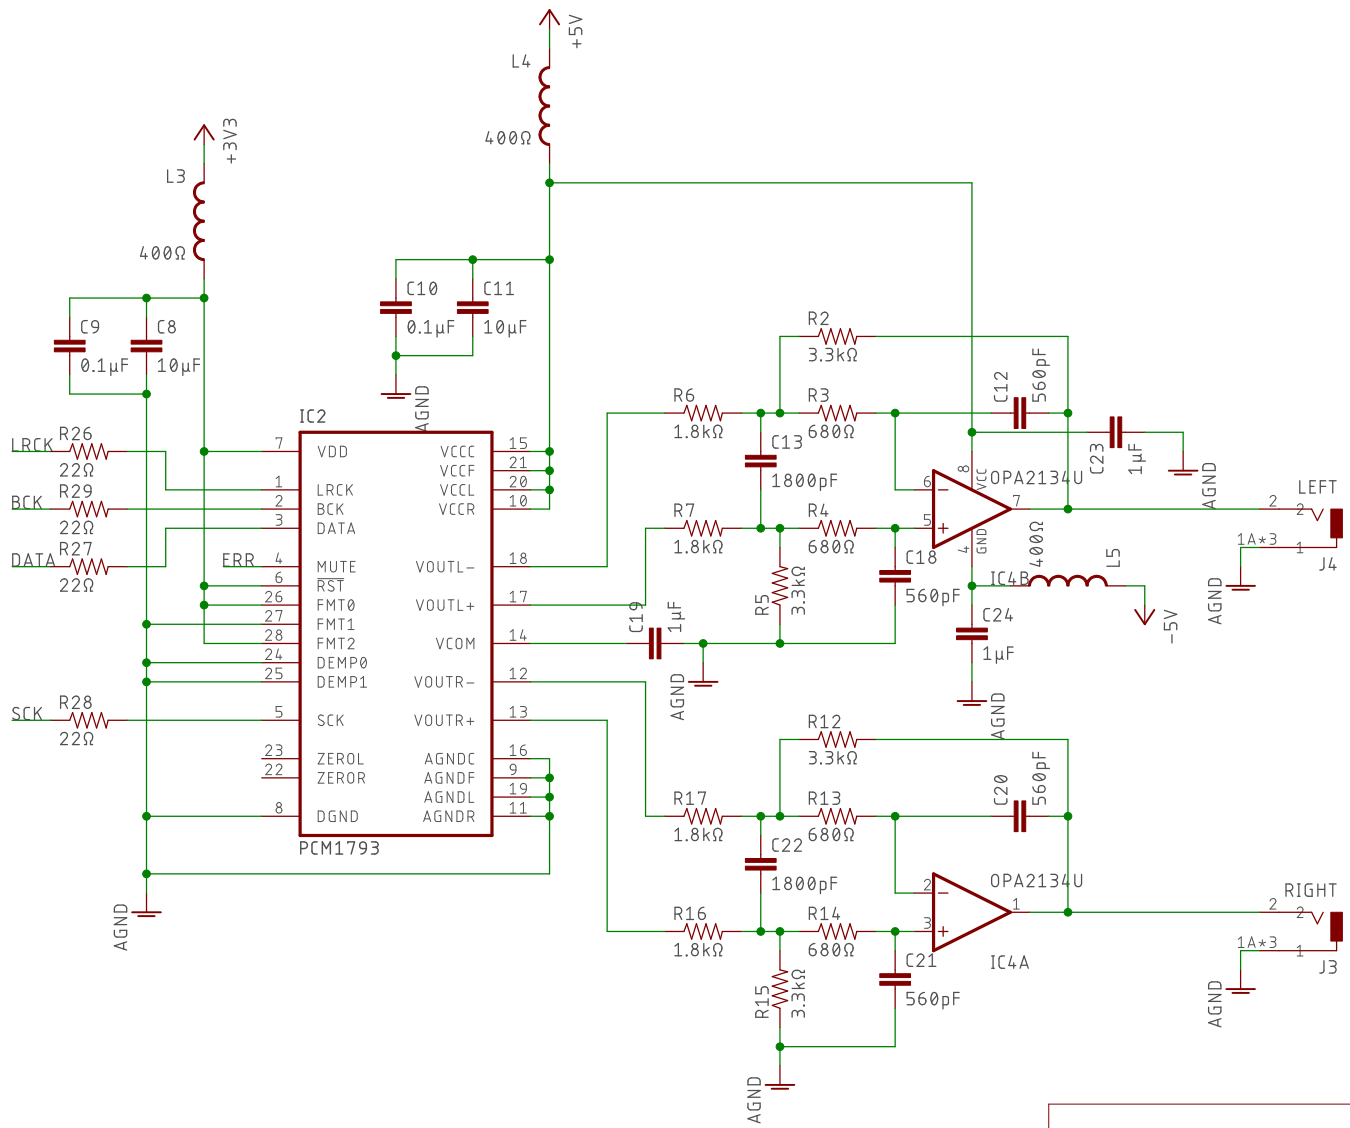 +5V
L4
400Ω
+3V3
L3
400Ω
C9
0.1µF
C8
10µF
C10
0.1µF
C11
10µF
AGND
IC2
LRCK
R26
22Ω
BCK
R29
22Ω
DATA
R27
22Ω
ERR
SCK
R28
22Ω
7 VDD
1 LRCK
2 BCK
3 DATA
4 MUTE
6 RST
26 FMT0
27 FMT1
28 FMT2
24 DEMP0
25 DEMP1
5 SCK
23 ZEROL
22 ZEROR
8 DGND
VCCC 15
VCCF 21
VCCL 20
VCCR 10
VOUTL- 18
VOUTL+ 17
VCOM 14
VOUTR- 12
VOUTR+ 13
AGNDC 16
AGNDF 9
AGNDL 19
AGNDR 11
PCM1793
AGND
R2
3.3kΩ
R6
1.8kΩ
R3
680Ω
C12
560pF
C13
1800pF
R7
1.8kΩ
R4
680Ω
C23
1µF
AGND
6
5
8
VCC
OPA2134U
7
4
GND
IC4B
C18
560pF
R5
3.3kΩ
C19
1µF
AGND
400Ω
L5
-5V
C24
1µF
AGND
LEFT
2
2
1A*3
1
J4
AGND
R12
3.3kΩ
R17
1.8kΩ
R13
680Ω
C20
560pF
C22
1800pF
R16
1.8kΩ
R14
680Ω
2
3
OPA2134U
1
IC4A
C21
560pF
R15
3.3kΩ
AGND
RIGHT
2
2
1A*3
1
J3
AGND